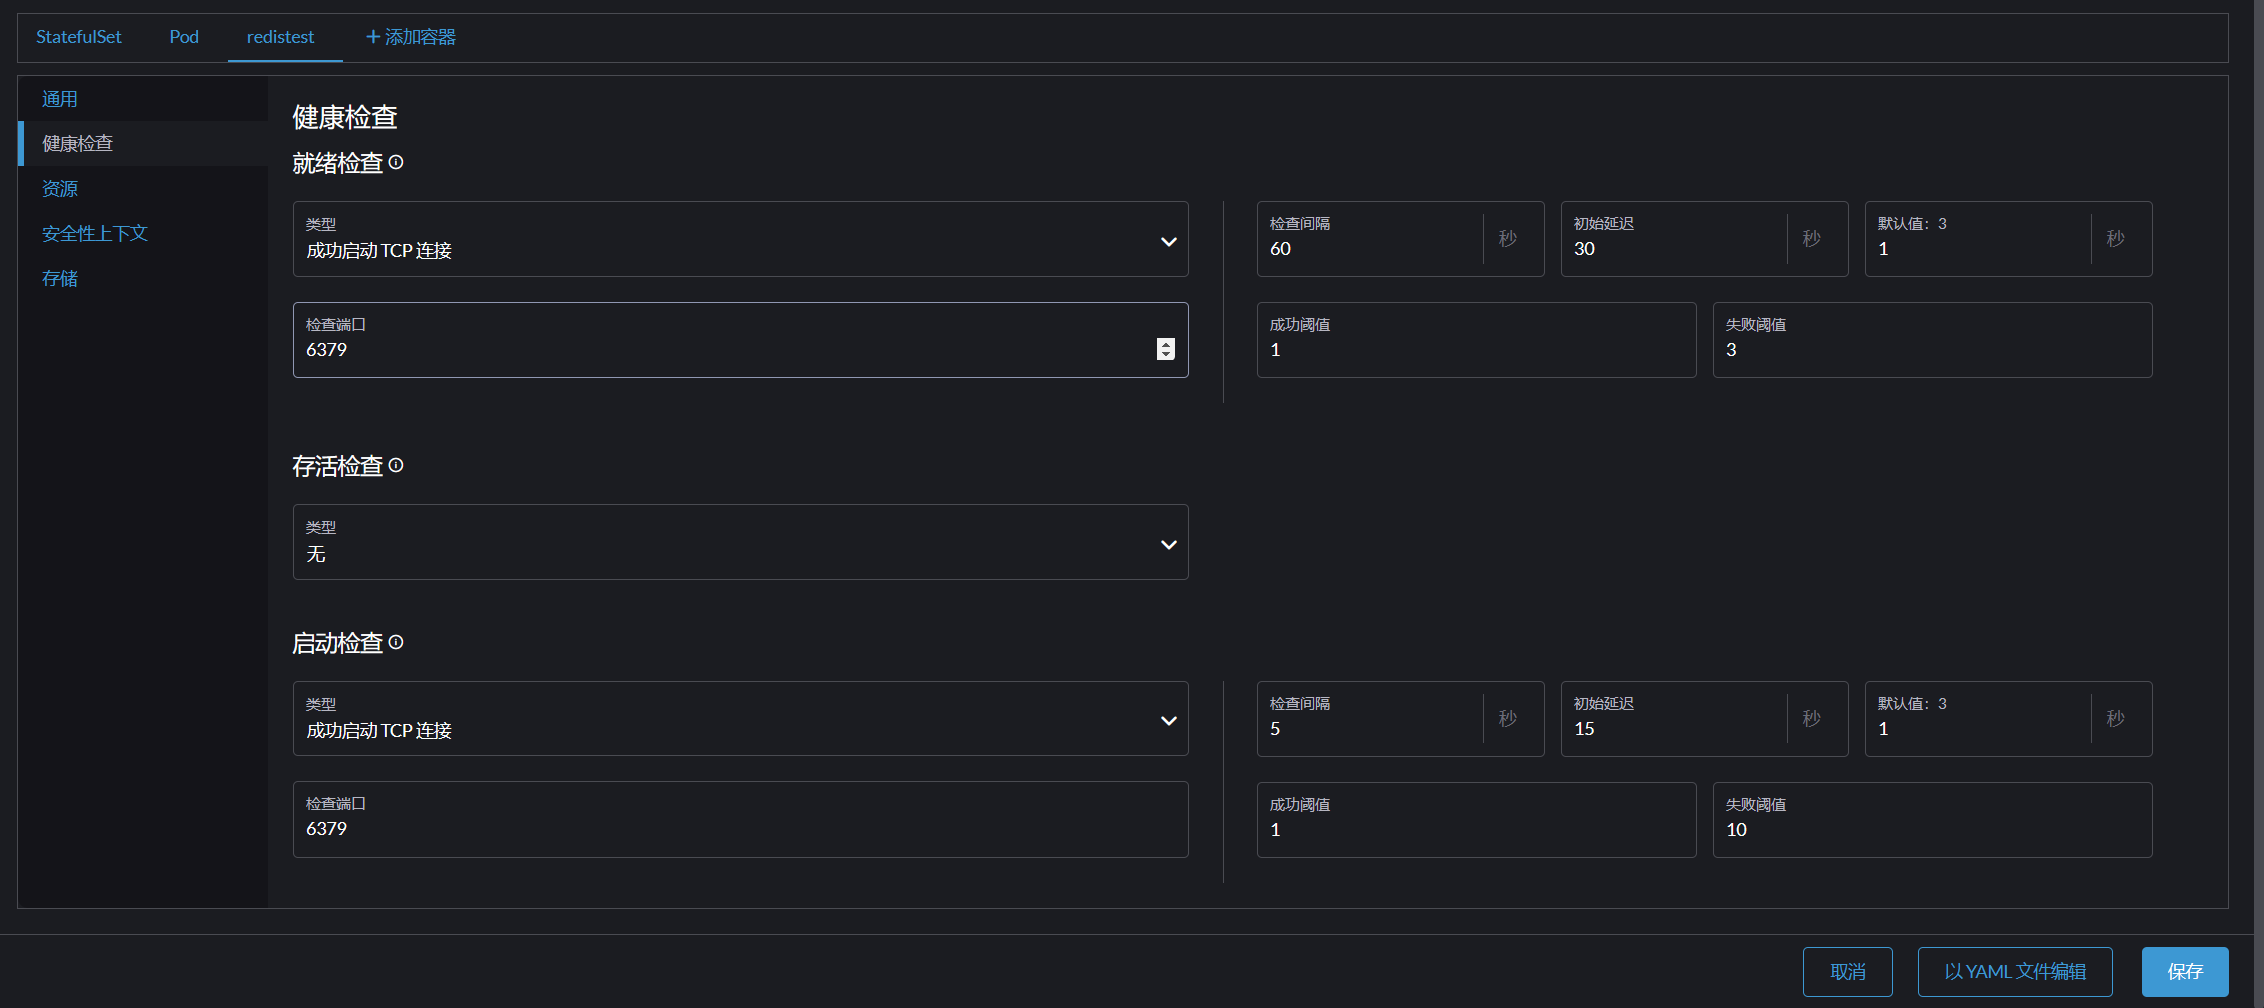 StatefulSet Pod redistest + 添加容器
通用
健康检查
资源
安全性上下文
存储
健康检查
就绪检查
类型
成功启动 TCP 连接
检查间隔
60 秒
初始延迟
30 秒
默认值：3
1 秒
检查端口
6379
成功阈值
1
失败阈值
3
存活检查
类型
无
启动检查
类型
成功启动 TCP 连接
检查间隔
5 秒
初始延迟
15 秒
默认值：3
1 秒
检查端口
6379
成功阈值
1
失败阈值
10
取消 以 YAML 文件编辑 保存